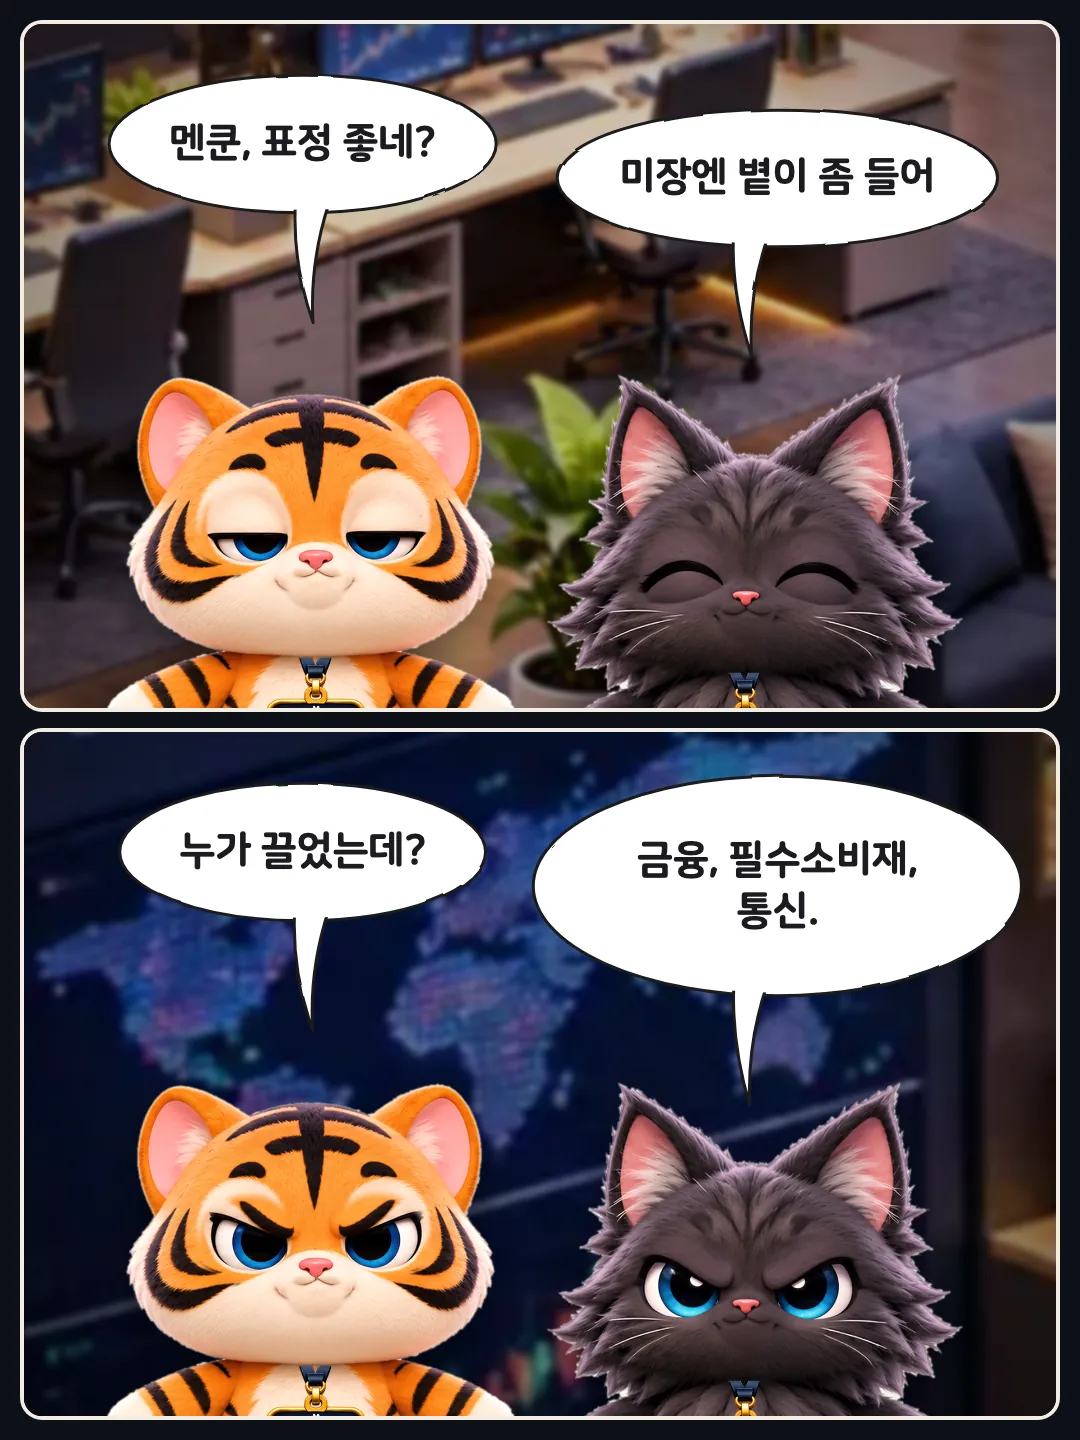 멘쿤, 표정 좋네?
미장엔 볕이 좀 들어
누가 끌었는데?
금융, 필수소비재,
통신.